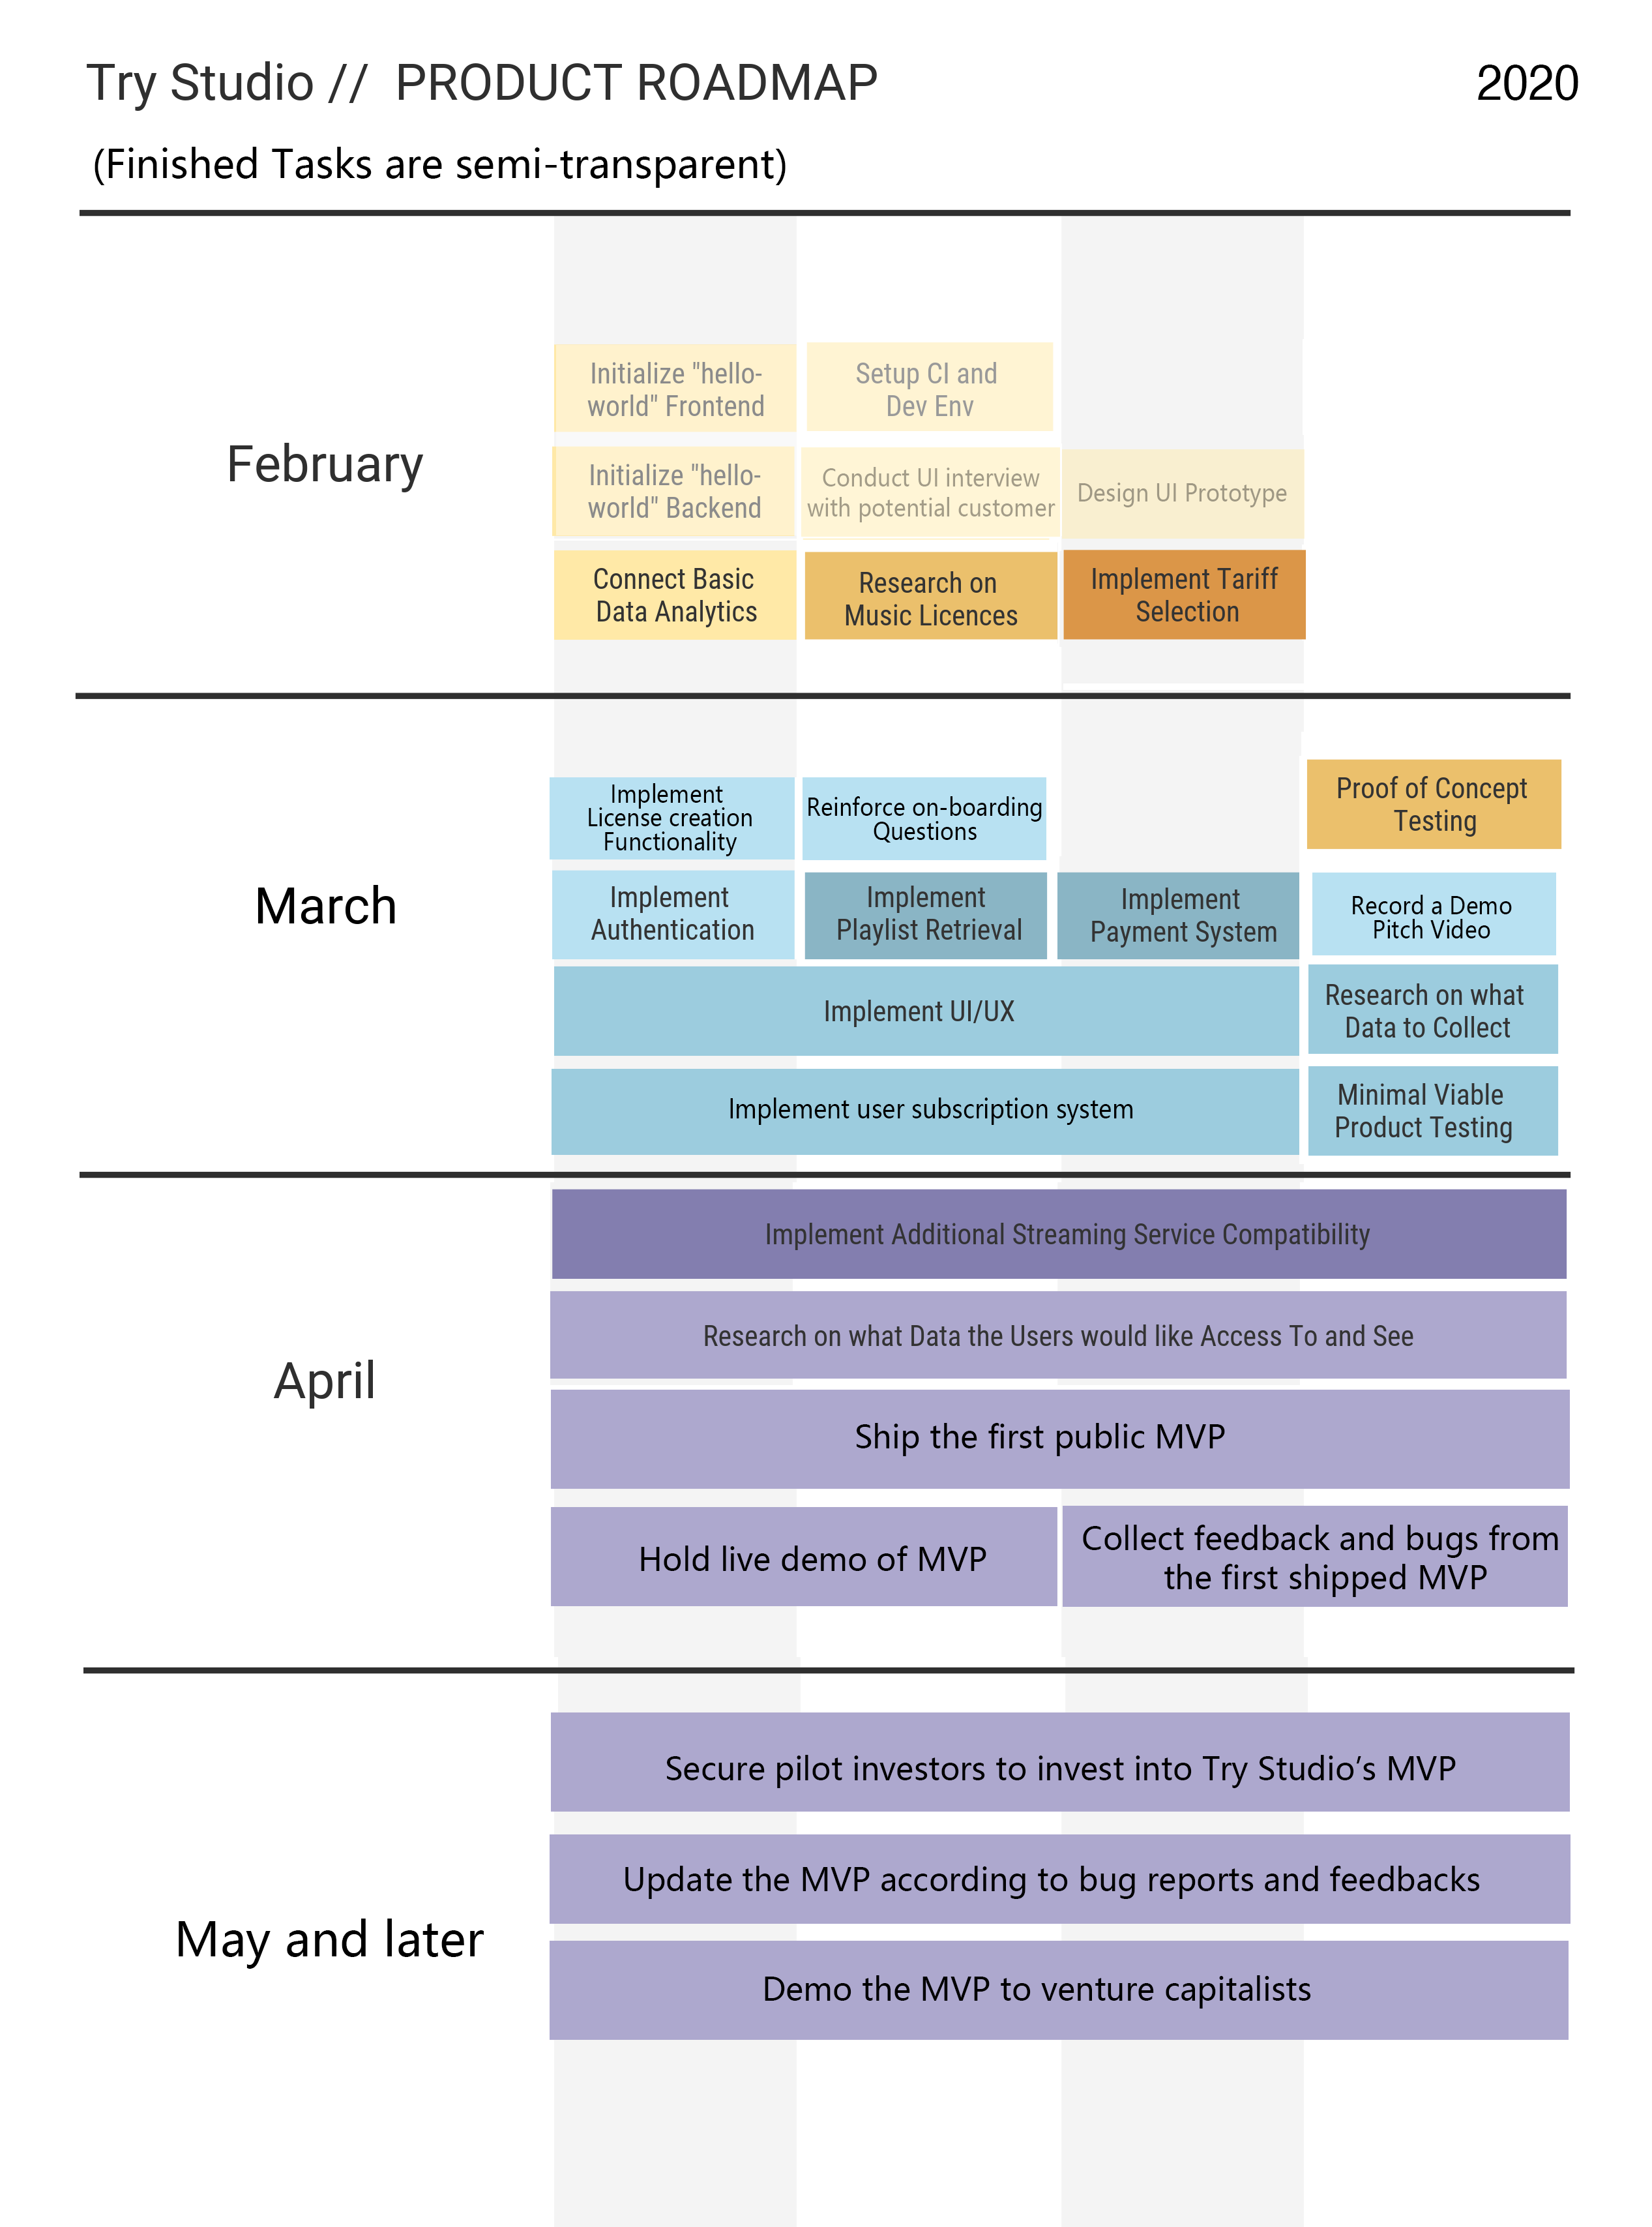 Try Studio // PRODUCT ROADMAP
2020
(Finished Tasks are semi-transparent)
February
Initialize "hello-
world" Frontend
Setup CI and
Dev Env
Initialize "hello-
world" Backend
Conduct UI interview
with potential customer
Design UI Prototype
Connect Basic
Data Analytics
Research on
Music Licences
Implement Tariff
Selection
March
Implement
License creation
Functionality
Reinforce on-boarding
Questions
Proof of Concept
Testing
Implement
Authentication
Implement
Playlist Retrieval
Implement
Payment System
Record a Demo
Pitch Video
Implement UI/UX
Research on what
Data to Collect
Implement user subscription system
Minimal Viable
Product Testing
April
Implement Additional Streaming Service Compatibility
Research on what Data the Users would like Access To and See
Ship the first public MVP
Hold live demo of MVP
Collect feedback and bugs from
the first shipped MVP
May and later
Secure pilot investors to invest into Try Studio’s MVP
Update the MVP according to bug reports and feedbacks
Demo the MVP to venture capitalists